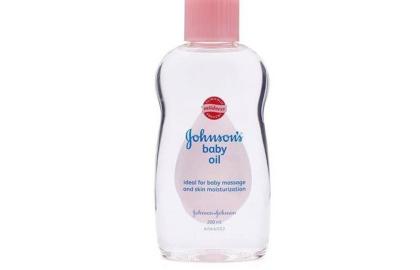 Johnson's
baby
oil
ideal for baby massage
and skin moisturization
Johnson & Johnson
200 ml